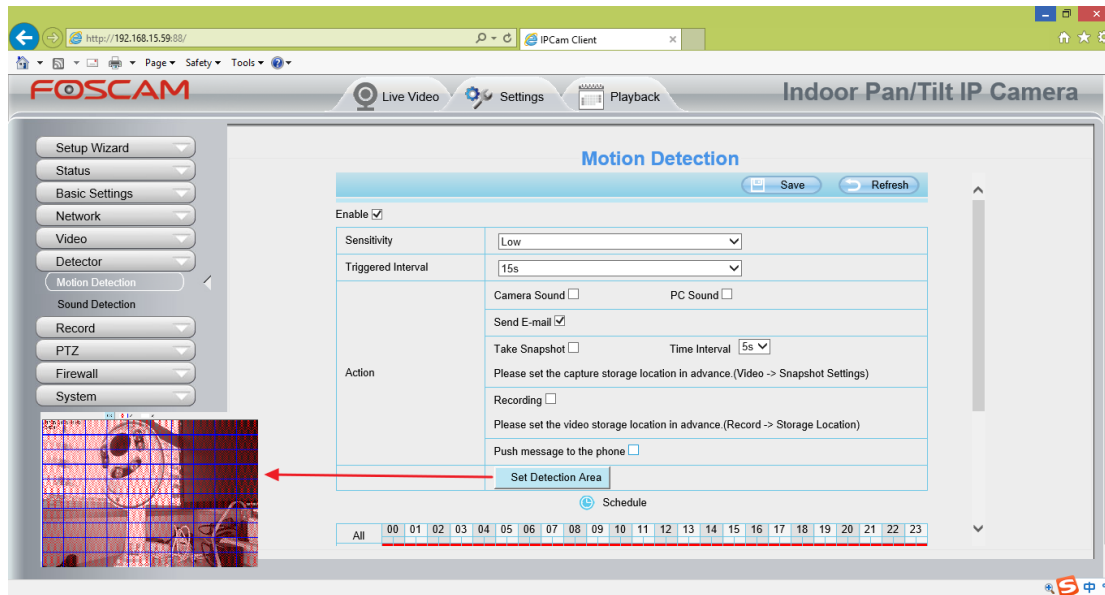 http://192.168.15.59:88/
IPCam Client
Page Safety Tools
FOSCAM
Live Video
Settings
Playback
Indoor Pan/Tilt IP Camera
Setup Wizard
Status
Basic Settings
Network
Video
Detector
Motion Detection
Sound Detection
Record
PTZ
Firewall
System
Motion Detection
Save Refresh
Enable
Sensitivity Low
Triggered Interval 15s
Action
Camera Sound PC Sound
Send E-mail
Take Snapshot Time Interval 5s
Please set the capture storage location in advance.(Video -> Snapshot Settings)
Recording
Please set the video storage location in advance.(Record -> Storage Location)
Push message to the phone
Set Detection Area
Schedule
All 00 01 02 03 04 05 06 07 08 09 10 11 12 13 14 15 16 17 18 19 20 21 22 23
中